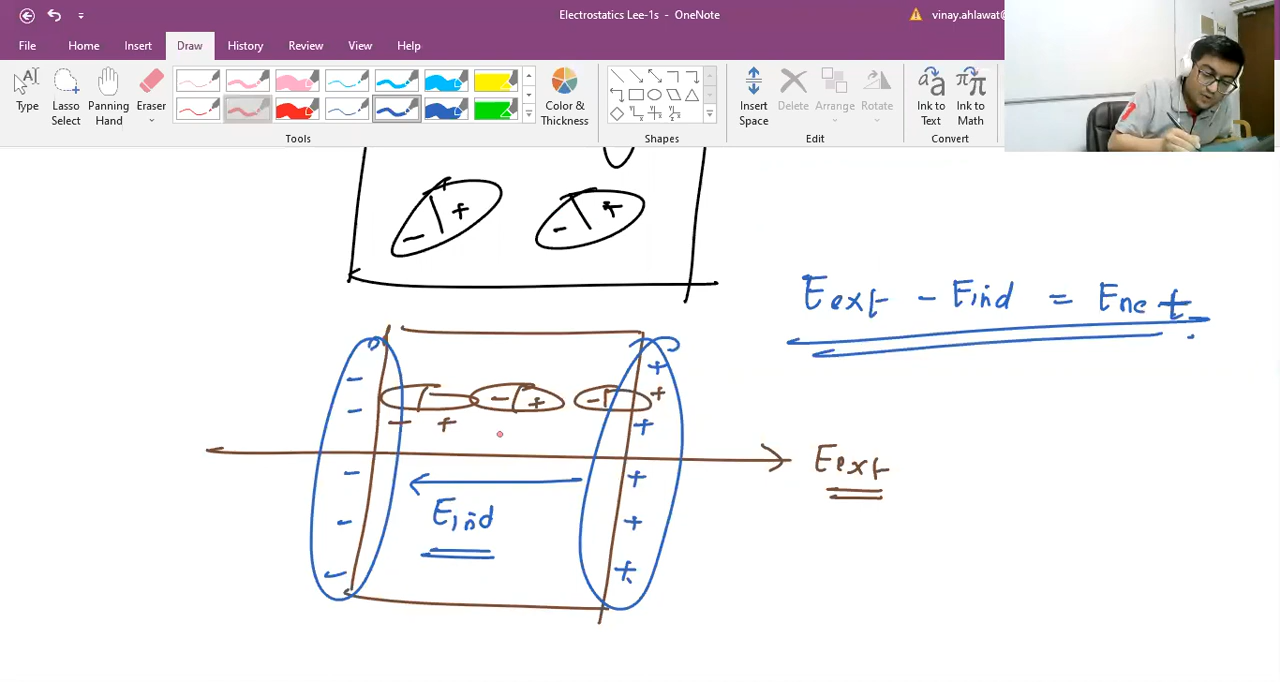 Electrostatics Lee-1s - OneNote
vinay.ahlawat@
File Home Insert Draw History Review View Help
Type
Lasso Select
Panning Hand
Eraser
Color & Thickness
Insert Space
Delete
Arrange
Rotate
Ink to Text
Ink to Math
Tools
Shapes
Edit
Convert
- + - +
Eext - Eind = Enet
- - + +
- + - +
- + +
Eext
- +
Eind
- +
- +